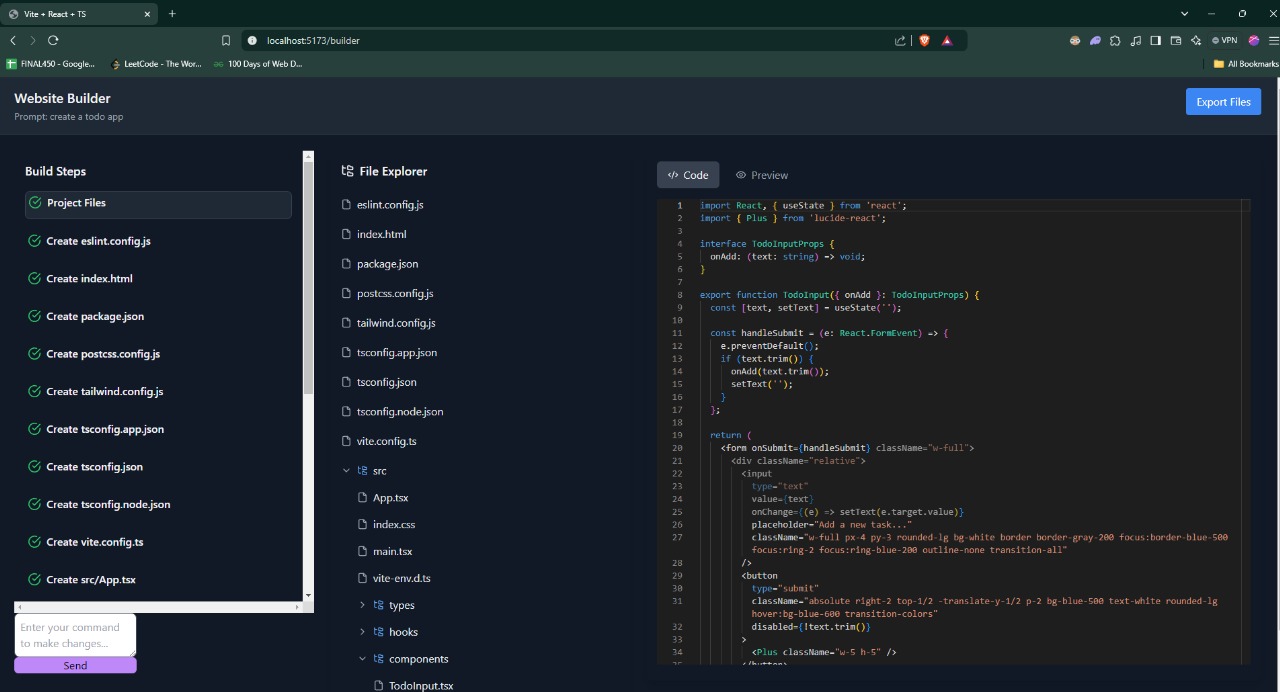 Vite + React + TS
localhost:5173/builder
VPN
FINAL450 - Google...
LeetCode - The Wor...
100 Days of Web D...
All Bookmarks
Website Builder
Prompt: create a todo app
Export Files
Build Steps
Project Files
Create eslint.config.js
Create index.html
Create package.json
Create postcss.config.js
Create tailwind.config.js
Create tsconfig.app.json
Create tsconfig.json
Create tsconfig.node.json
Create vite.config.ts
Create src/App.tsx
Enter your command
to make changes...
Send
File Explorer
eslint.config.js
index.html
package.json
postcss.config.js
tailwind.config.js
tsconfig.app.json
tsconfig.json
tsconfig.node.json
vite.config.ts
src
App.tsx
index.css
main.tsx
vite-env.d.ts
types
hooks
components
TodoInput.tsx
</> Code
Preview
1 import React, { useState } from 'react';
2 import { Plus } from 'lucide-react';
3
4 interface TodoInputProps {
5 onAdd: (text: string) => void;
6 }
7
8 export function TodoInput({ onAdd }: TodoInputProps) {
9 const [text, setText] = useState('');
10
11 const handleSubmit = (e: React.FormEvent) => {
12 e.preventDefault();
13 if (text.trim()) {
14 onAdd(text.trim());
15 setText('');
16 }
17 };
18
19 return (
20 <form onSubmit={handleSubmit} className="w-full">
21 <div className="relative">
22 <input
23 type="text"
24 value={text}
25 onChange={(e) => setText(e.target.value)}
26 placeholder="Add a new task..."
27 className="w-full px-4 py-3 rounded-lg bg-white border border-gray-200 focus:border-blue-500
focus:ring-2 focus:ring-blue-200 outline-none transition-all"
28 />
29 <button
30 type="submit"
31 className="absolute right-2 top-1/2 -translate-y-1/2 p-2 bg-blue-500 text-white rounded-lg
hover:bg-blue-600 transition-colors"
32 disabled={!text.trim()}
33 >
34 <Plus className="w-5 h-5" />
35 </button>